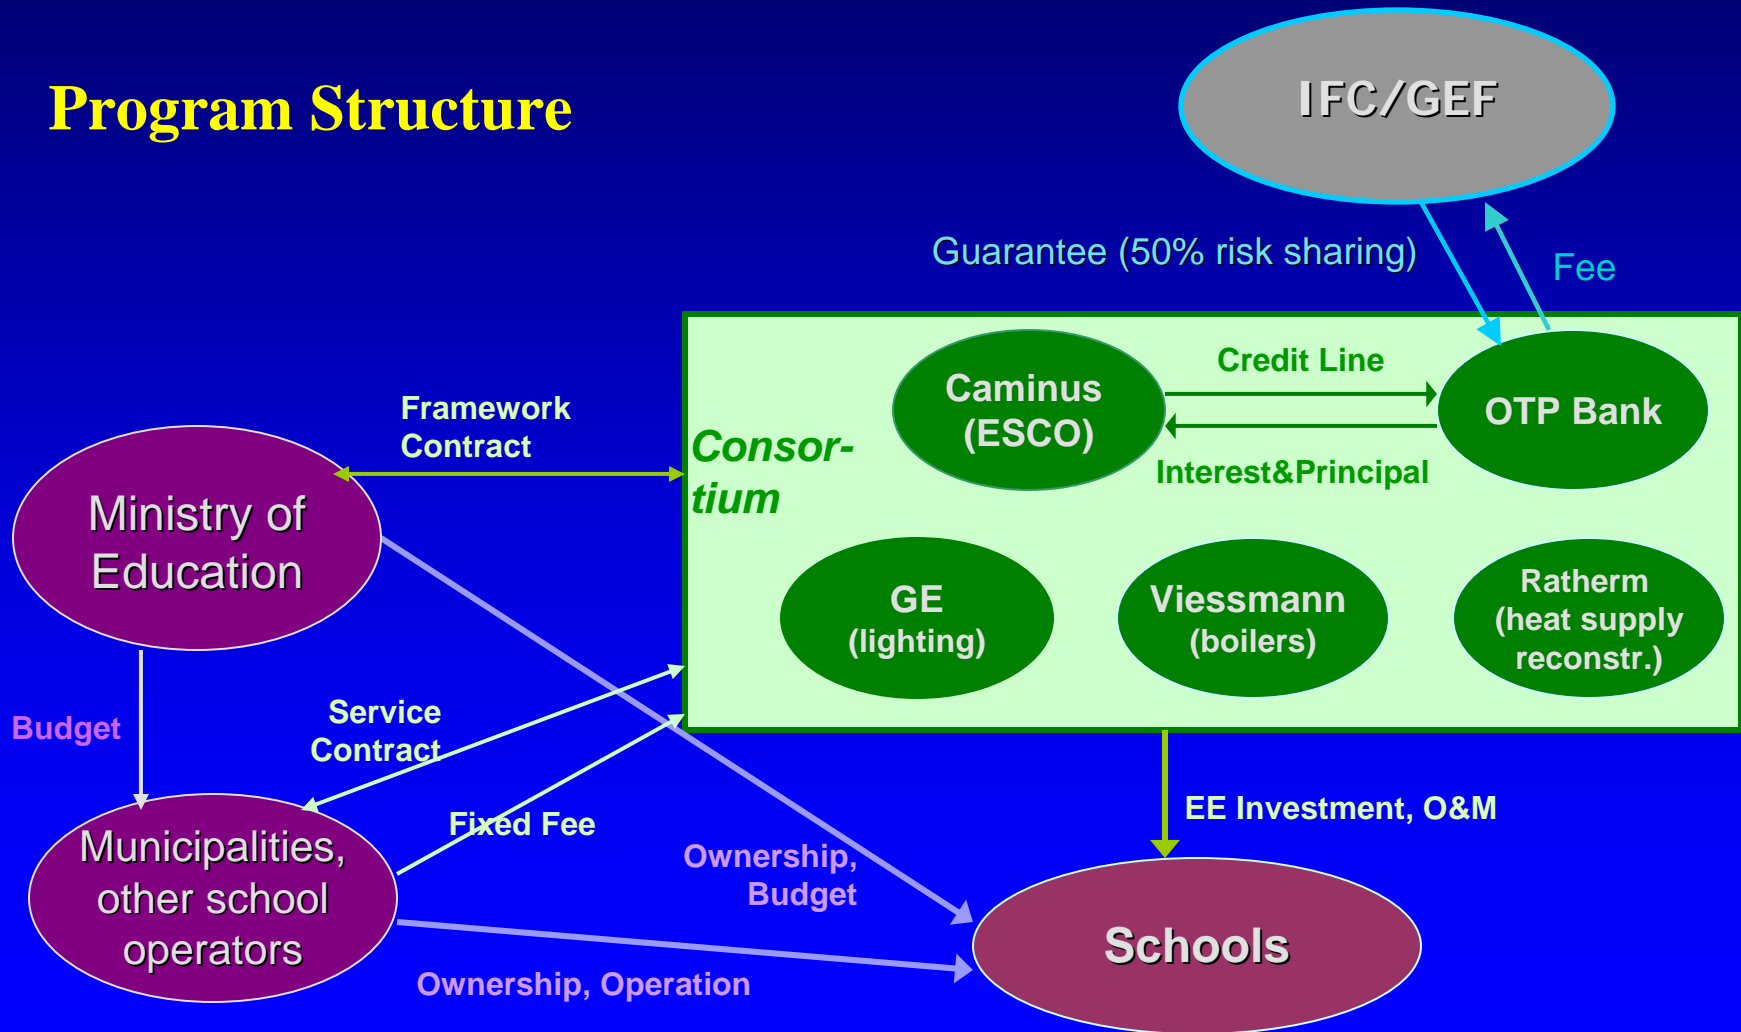 Program Structure
IFC/GEF
Guarantee (50% risk sharing)
Fee
Framework
Contract
Consor-
tium
Caminus
(ESCO)
Credit Line
Interest&Principal
OTP Bank
Ministry of
Education
GE
(lighting)
Viessmann
(boilers)
Ratherm
(heat supply
reconstr.)
Budget
Service
Contract
Fixed Fee
EE Investment, O&M
Ownership,
Budget
Municipalities,
other school
operators
Ownership, Operation
Schools